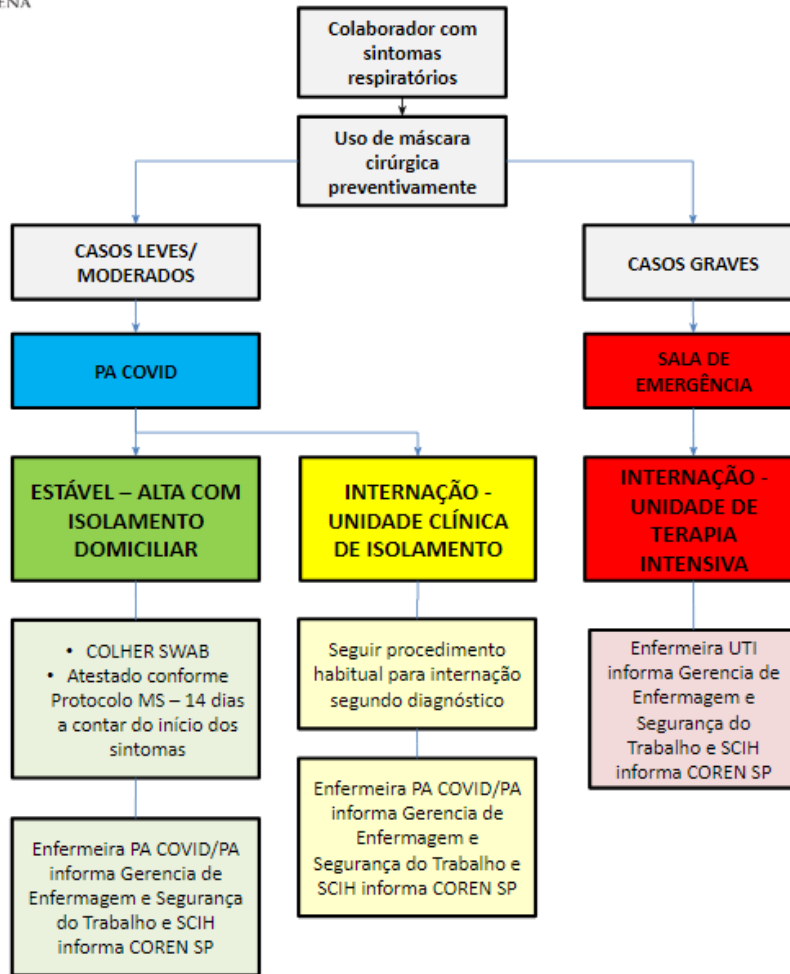 ENA
Colaborador com
sintomas
respiratórios
Uso de máscara
cirúrgica
preventivamente
CASOS LEVES/
MODERADOS
CASOS GRAVES
PA COVID
SALA DE
EMERGÊNCIA
ESTÁVEL – ALTA COM
ISOLAMENTO
DOMICILIAR
INTERNAÇÃO -
UNIDADE CLÍNICA
DE ISOLAMENTO
INTERNAÇÃO -
UNIDADE DE
TERAPIA
INTENSIVA
• COLHER SWAB
• Atestado conforme
Protocolo MS – 14 dias
a contar do início dos
sintomas
Seguir procedimento
habitual para internação
segundo diagnóstico
Enfermeira UTI
informa Gerencia de
Enfermagem e
Segurança do
Trabalho e SCIH
informa COREN SP
Enfermeira PA COVID/PA
informa Gerencia de
Enfermagem e Segurança
do Trabalho e SCIH
informa COREN SP
Enfermeira PA COVID/PA
informa Gerencia de
Enfermagem e
Segurança do Trabalho e
SCIH informa COREN SP